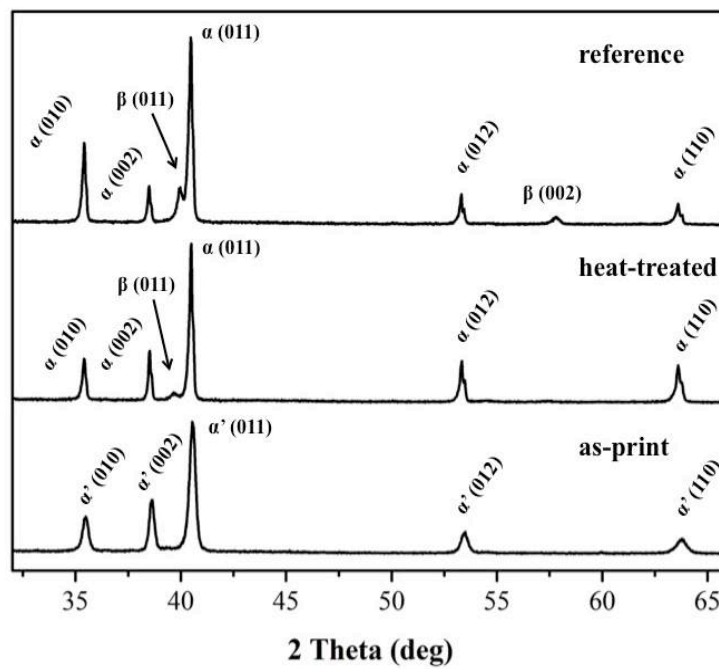 α (011)
reference
β (011)
α (010)
α (002)
α (012)
β (002)
α (110)
α (011)
heat-treated
β (011)
α (010)
α (002)
α (012)
α (110)
α’ (011)
as-print
α’ (010)
α’ (002)
α’ (012)
α’ (110)
35 40 45 50 55 60 65
2 Theta (deg)